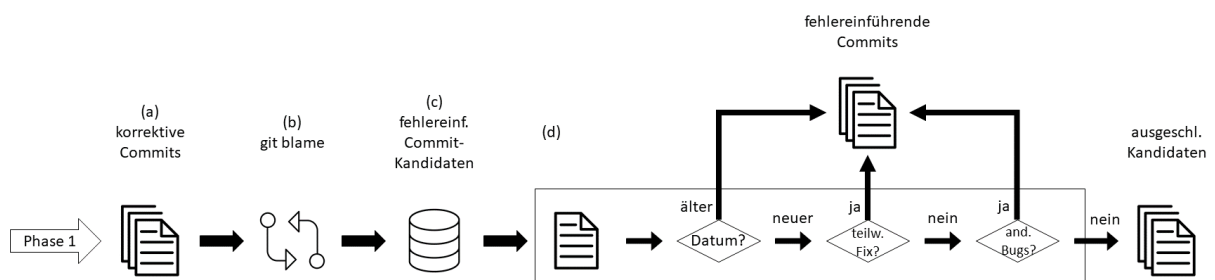 fehlereinführende
Commits
(a)
korrektive
Commits
(b)
git blame
(c)
fehlereinf.
Commit-
Kandidaten
(d)
ausgeschl.
Kandidaten
Phase 1
älter
Datum?
neuer
ja
teilw.
Fix?
nein
ja
and.
Bugs?
nein